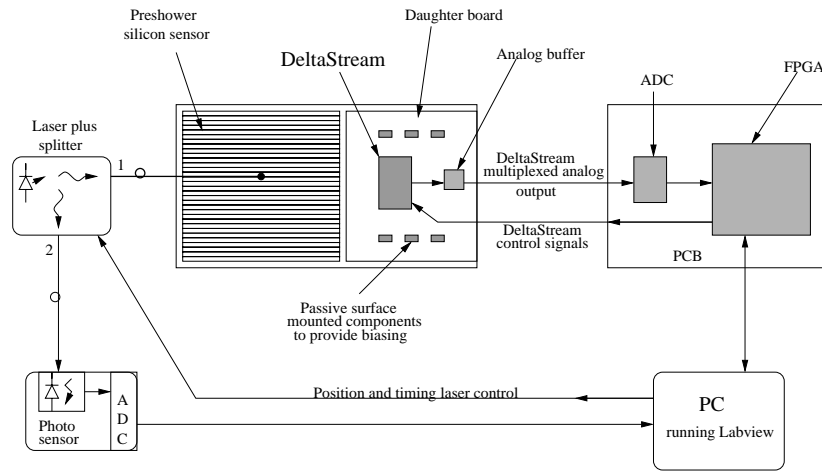 Preshower
silicon sensor
Daughter board
DeltaStream
Analog buffer
ADC
FPGA
Laser plus
splitter
1
2
DeltaStream
multiplexed analog
output
DeltaStream
control signals
PCB
Passive surface
mounted components
to provide biasing
Position and timing laser control
Photo
sensor
A
D
C
PC
running Labview